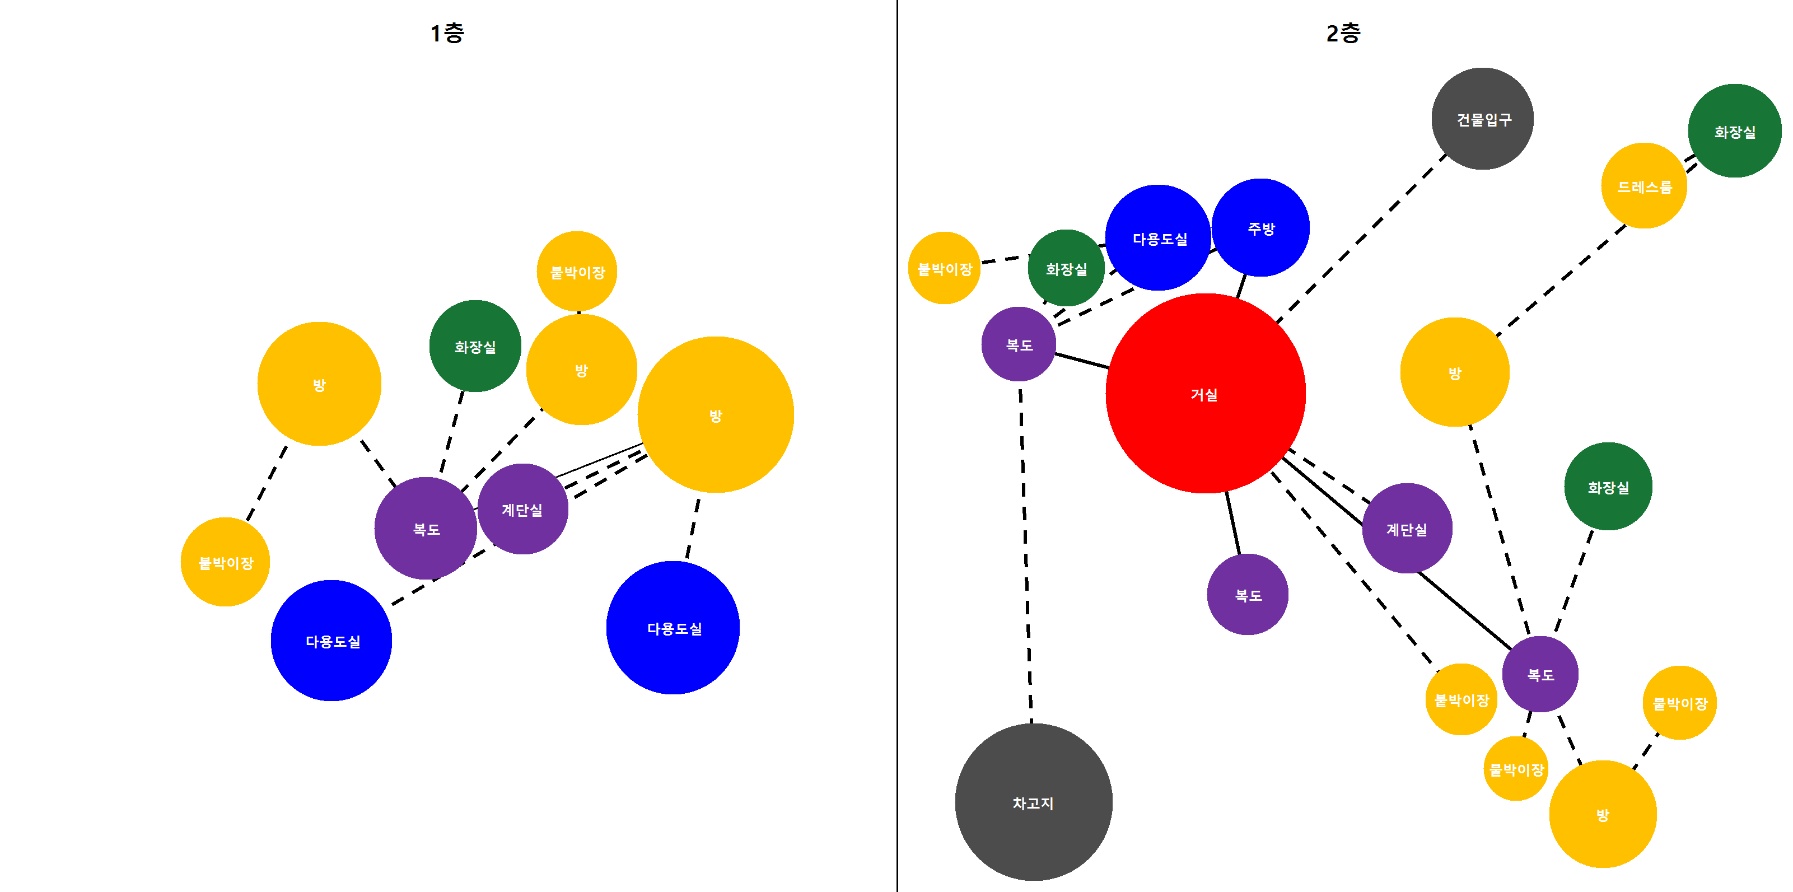 1층
붙박이장
화장실
방
방
방
계단실
복도
붙박이장
다용도실
다용도실
2층
건물입구
화장실
드레스룸
주방
다용도실
붙박이장
화장실
복도
거실
방
화장실
계단실
복도
복도
붙박이장
붙박이장
붙박이장
차고지
방